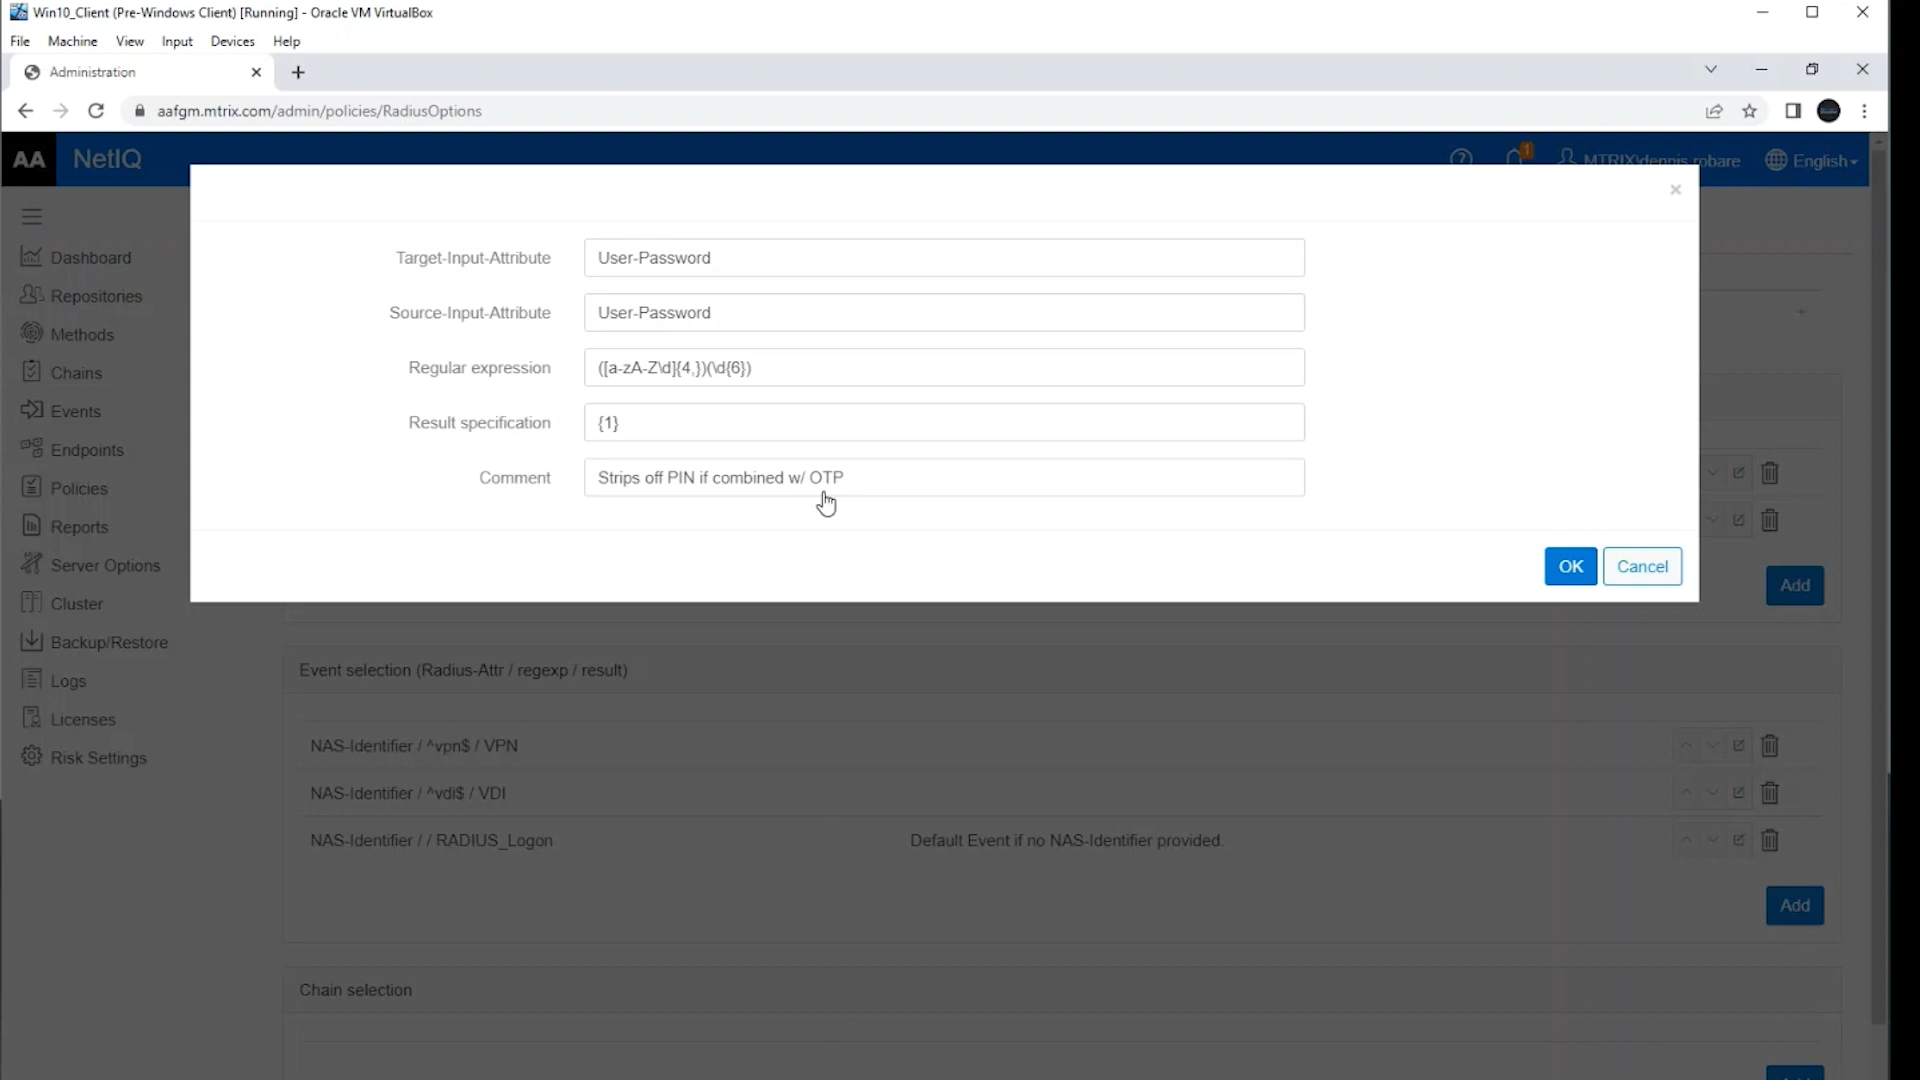 Win10_Client (Pre-Windows Client) [Running] - Oracle VM VirtualBox
File Machine View Input Devices Help
Administration
aafgm.mtrix.com/admin/policies/RadiusOptions
AA NetIQ
1
MTRIX\dennis.robare
English
Dashboard
Repositories
Methods
Chains
Events
Endpoints
Policies
Reports
Server Options
Cluster
Backup/Restore
Logs
Licenses
Risk Settings
Target-Input-Attribute User-Password
Source-Input-Attribute User-Password
Regular expression ([a-zA-Z\d]{4,})(\d{6})
Result specification {1}
Comment Strips off PIN if combined w/ OTP
OK Cancel
Add
Event selection (Radius-Attr / regexp / result)
NAS-Identifier / ^vpn$ / VPN
NAS-Identifier / ^vdi$ / VDI
NAS-Identifier / / RADIUS_Logon Default Event if no NAS-Identifier provided.
Add
Chain selection